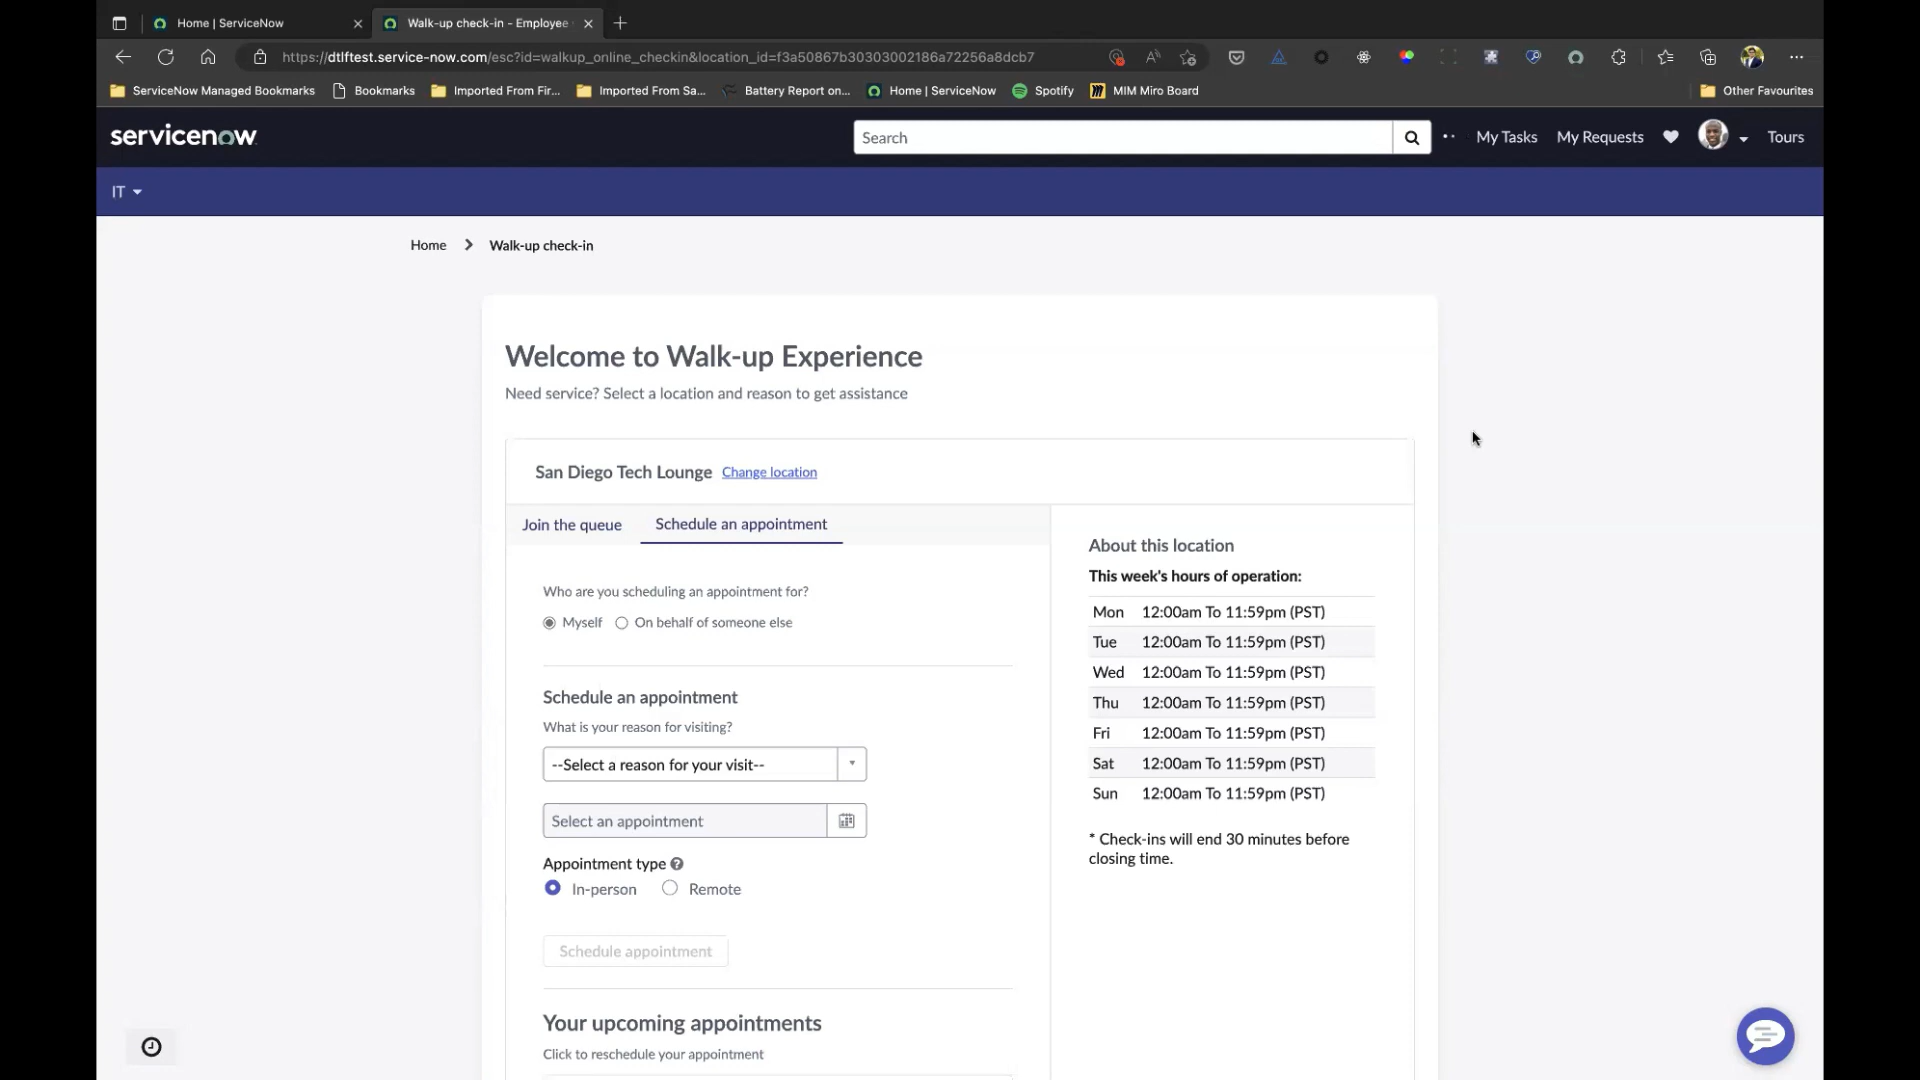 Home | ServiceNow
Walk-up check-in - Employee
https://dtlftest.service-now.com/esc?id=walkup_online_checkin&location_id=f3a50867b30303002186a72256a8dcb7
ServiceNow Managed Bookmarks
Bookmarks
Imported From Fir...
Imported From Sa...
Battery Report on...
Home | ServiceNow
Spotify
MIM Miro Board
Other Favourites
servicenow
Search
My Tasks
My Requests
Tours
IT
Home > Walk-up check-in
Welcome to Walk-up Experience
Need service? Select a location and reason to get assistance
San Diego Tech Lounge Change location
Join the queue
Schedule an appointment
Who are you scheduling an appointment for?
Myself
On behalf of someone else
Schedule an appointment
What is your reason for visiting?
--Select a reason for your visit--
Select an appointment
Appointment type
In-person
Remote
Schedule appointment
Your upcoming appointments
Click to reschedule your appointment
About this location
This week's hours of operation:
Mon 12:00am To 11:59pm (PST)
Tue 12:00am To 11:59pm (PST)
Wed 12:00am To 11:59pm (PST)
Thu 12:00am To 11:59pm (PST)
Fri 12:00am To 11:59pm (PST)
Sat 12:00am To 11:59pm (PST)
Sun 12:00am To 11:59pm (PST)
* Check-ins will end 30 minutes before
closing time.